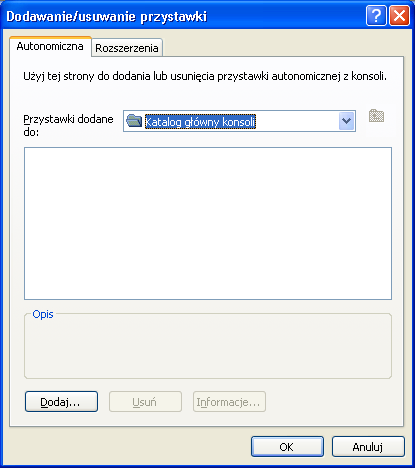 Dodawanie/usuwanie przystawki
Autonomiczna
Rozszerzenia
Użyj tej strony do dodania lub usunięcia przystawki autonomicznej z konsoli.
Przystawki dodane
do:
Katalog główny konsoli
Opis
Dodaj...
Usuń
Informacje...
OK
Anuluj